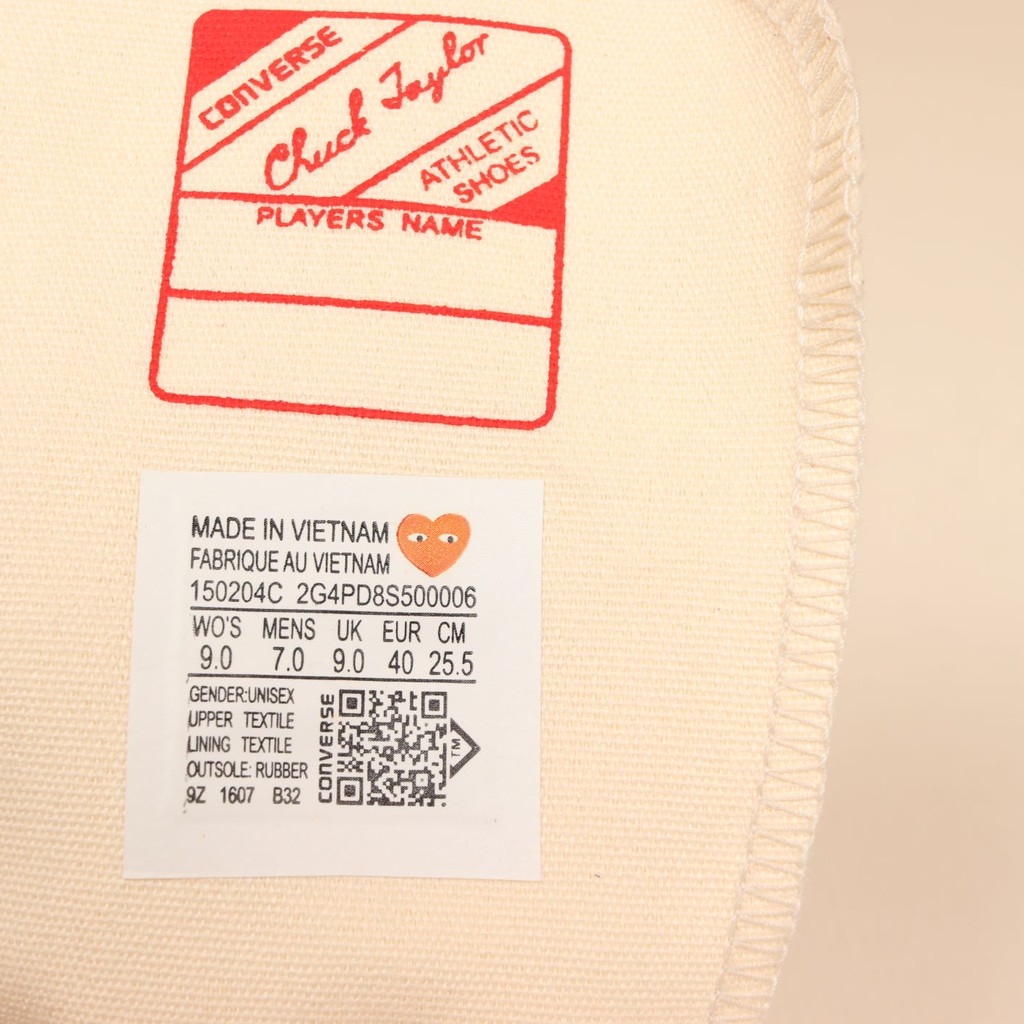 CONVERSE
Chuck Taylor
ATHLETIC
SHOES
PLAYERS NAME
MADE IN VIETNAM
FABRIQUE AU VIETNAM
150204C 2G4PD8S500006
WO'S MENS UK EUR CM
9.0 7.0 9.0 40 25.5
GENDER:UNISEX
UPPER TEXTILE
LINING TEXTILE
OUTSOLE: RUBBER
9Z 1607 B32
CONVERSE
TM